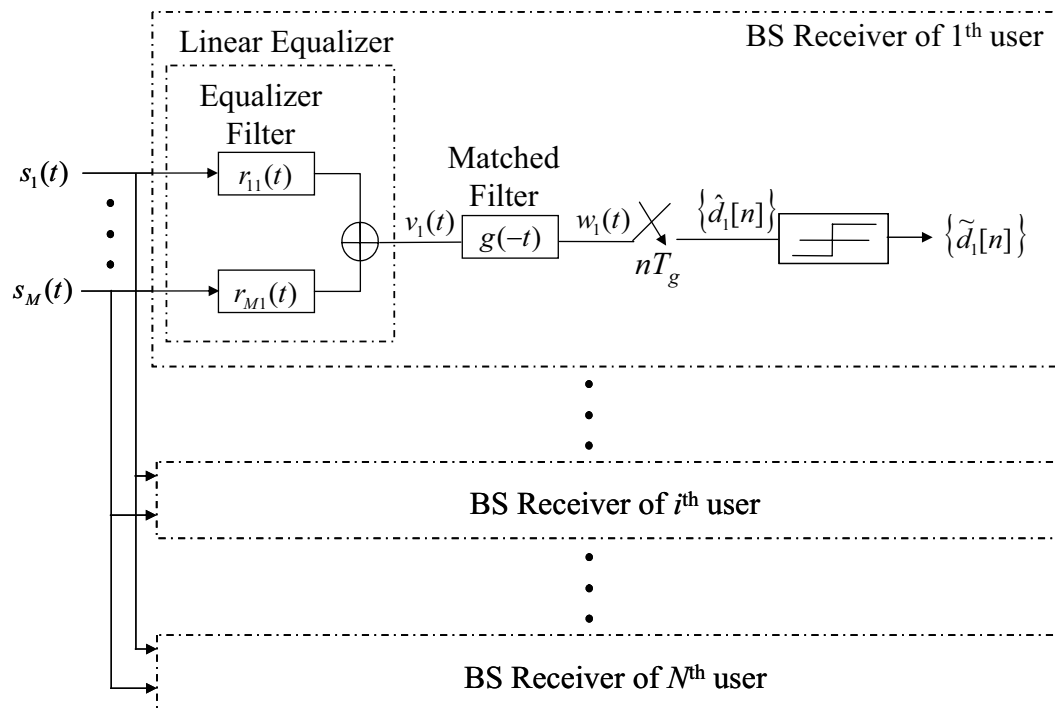 BS Receiver of 1th user
Linear Equalizer
Equalizer
Filter
s1(t)
r11(t)
Matched
Filter
v1(t)
g(−t)
w1(t)
nTg
{d̂1[n]}
{d̃1[n]}
sM(t)
rM1(t)
BS Receiver of ith user
BS Receiver of Nth user